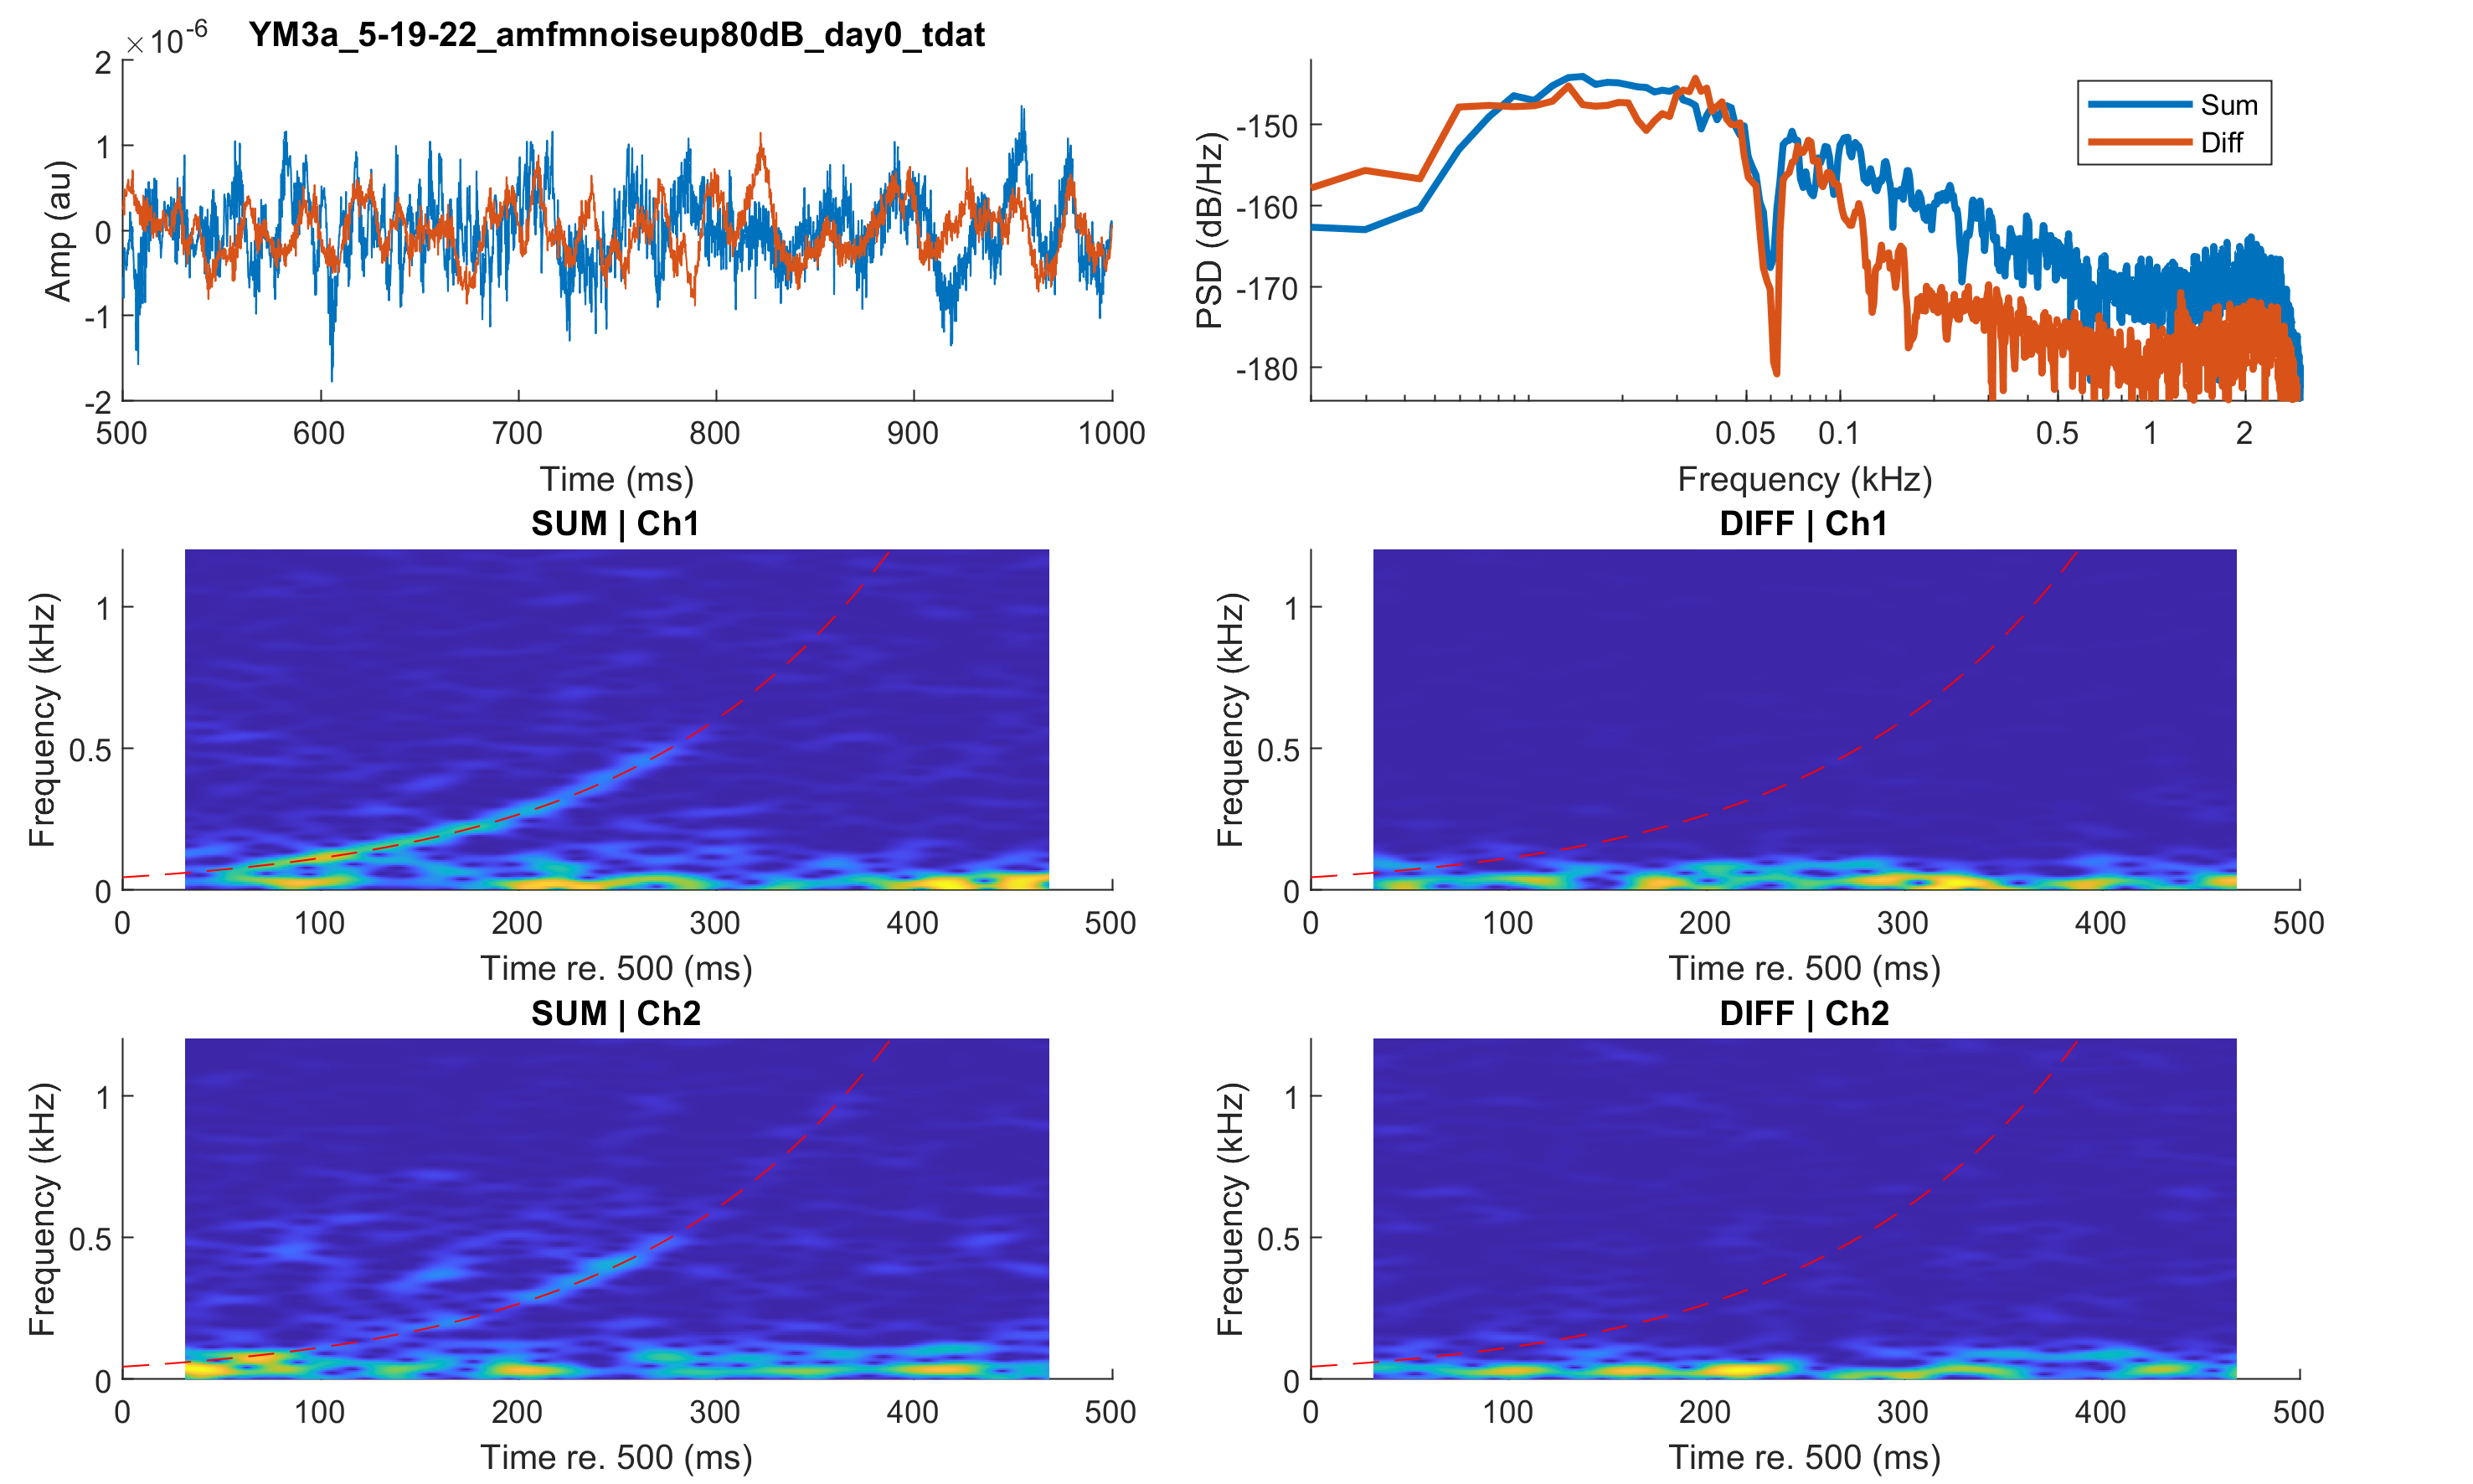 YM3a_5-19-22_amfmnoiseup80dB_day0_tdat
×10-6
2
1
0
-1
-2
Amp (au)
500 600 700 800 900 1000
Time (ms)
-150
-160
-170
-180
PSD (dB/Hz)
Sum
Diff
0.05 0.1 0.5 1 2
Frequency (kHz)
SUM | Ch1
1
0.5
0
Frequency (kHz)
0 100 200 300 400 500
Time re. 500 (ms)
DIFF | Ch1
1
0.5
0
Frequency (kHz)
0 100 200 300 400 500
Time re. 500 (ms)
SUM | Ch2
1
0.5
0
Frequency (kHz)
0 100 200 300 400 500
Time re. 500 (ms)
DIFF | Ch2
1
0.5
0
Frequency (kHz)
0 100 200 300 400 500
Time re. 500 (ms)